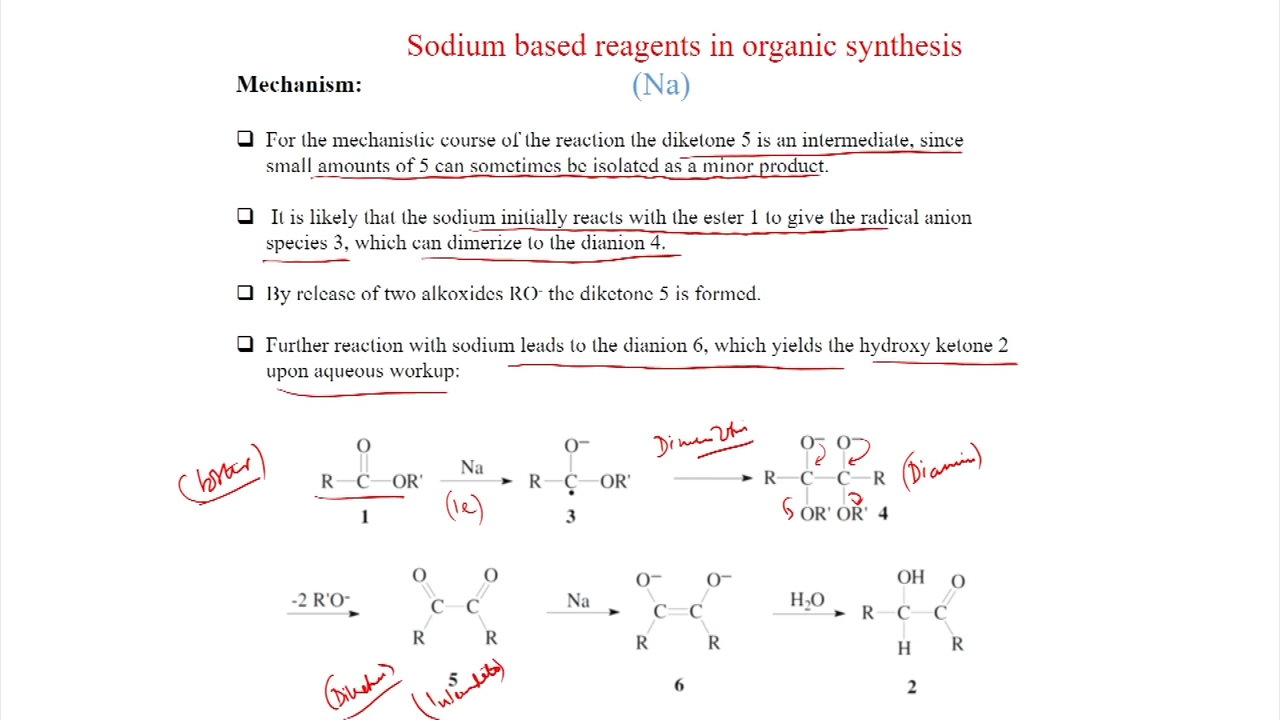 Sodium based reagents in organic synthesis
(Na)
Mechanism:
For the mechanistic course of the reaction the diketone 5 is an intermediate, since
small amounts of 5 can sometimes be isolated as a minor product.
It is likely that the sodium initially reacts with the ester 1 to give the radical anion
species 3, which can dimerize to the dianion 4.
By release of two alkoxides RO- the diketone 5 is formed.
Further reaction with sodium leads to the dianion 6, which yields the hydroxy ketone 2
upon aqueous workup:
O O− O− O−
R C OR' Na R C OR' R C C R
(1e) OR' OR' 4
1 3
O O O− O− OH O
-2 R'O− C C Na C C H2O R C C
R R R R H R
5 6 2